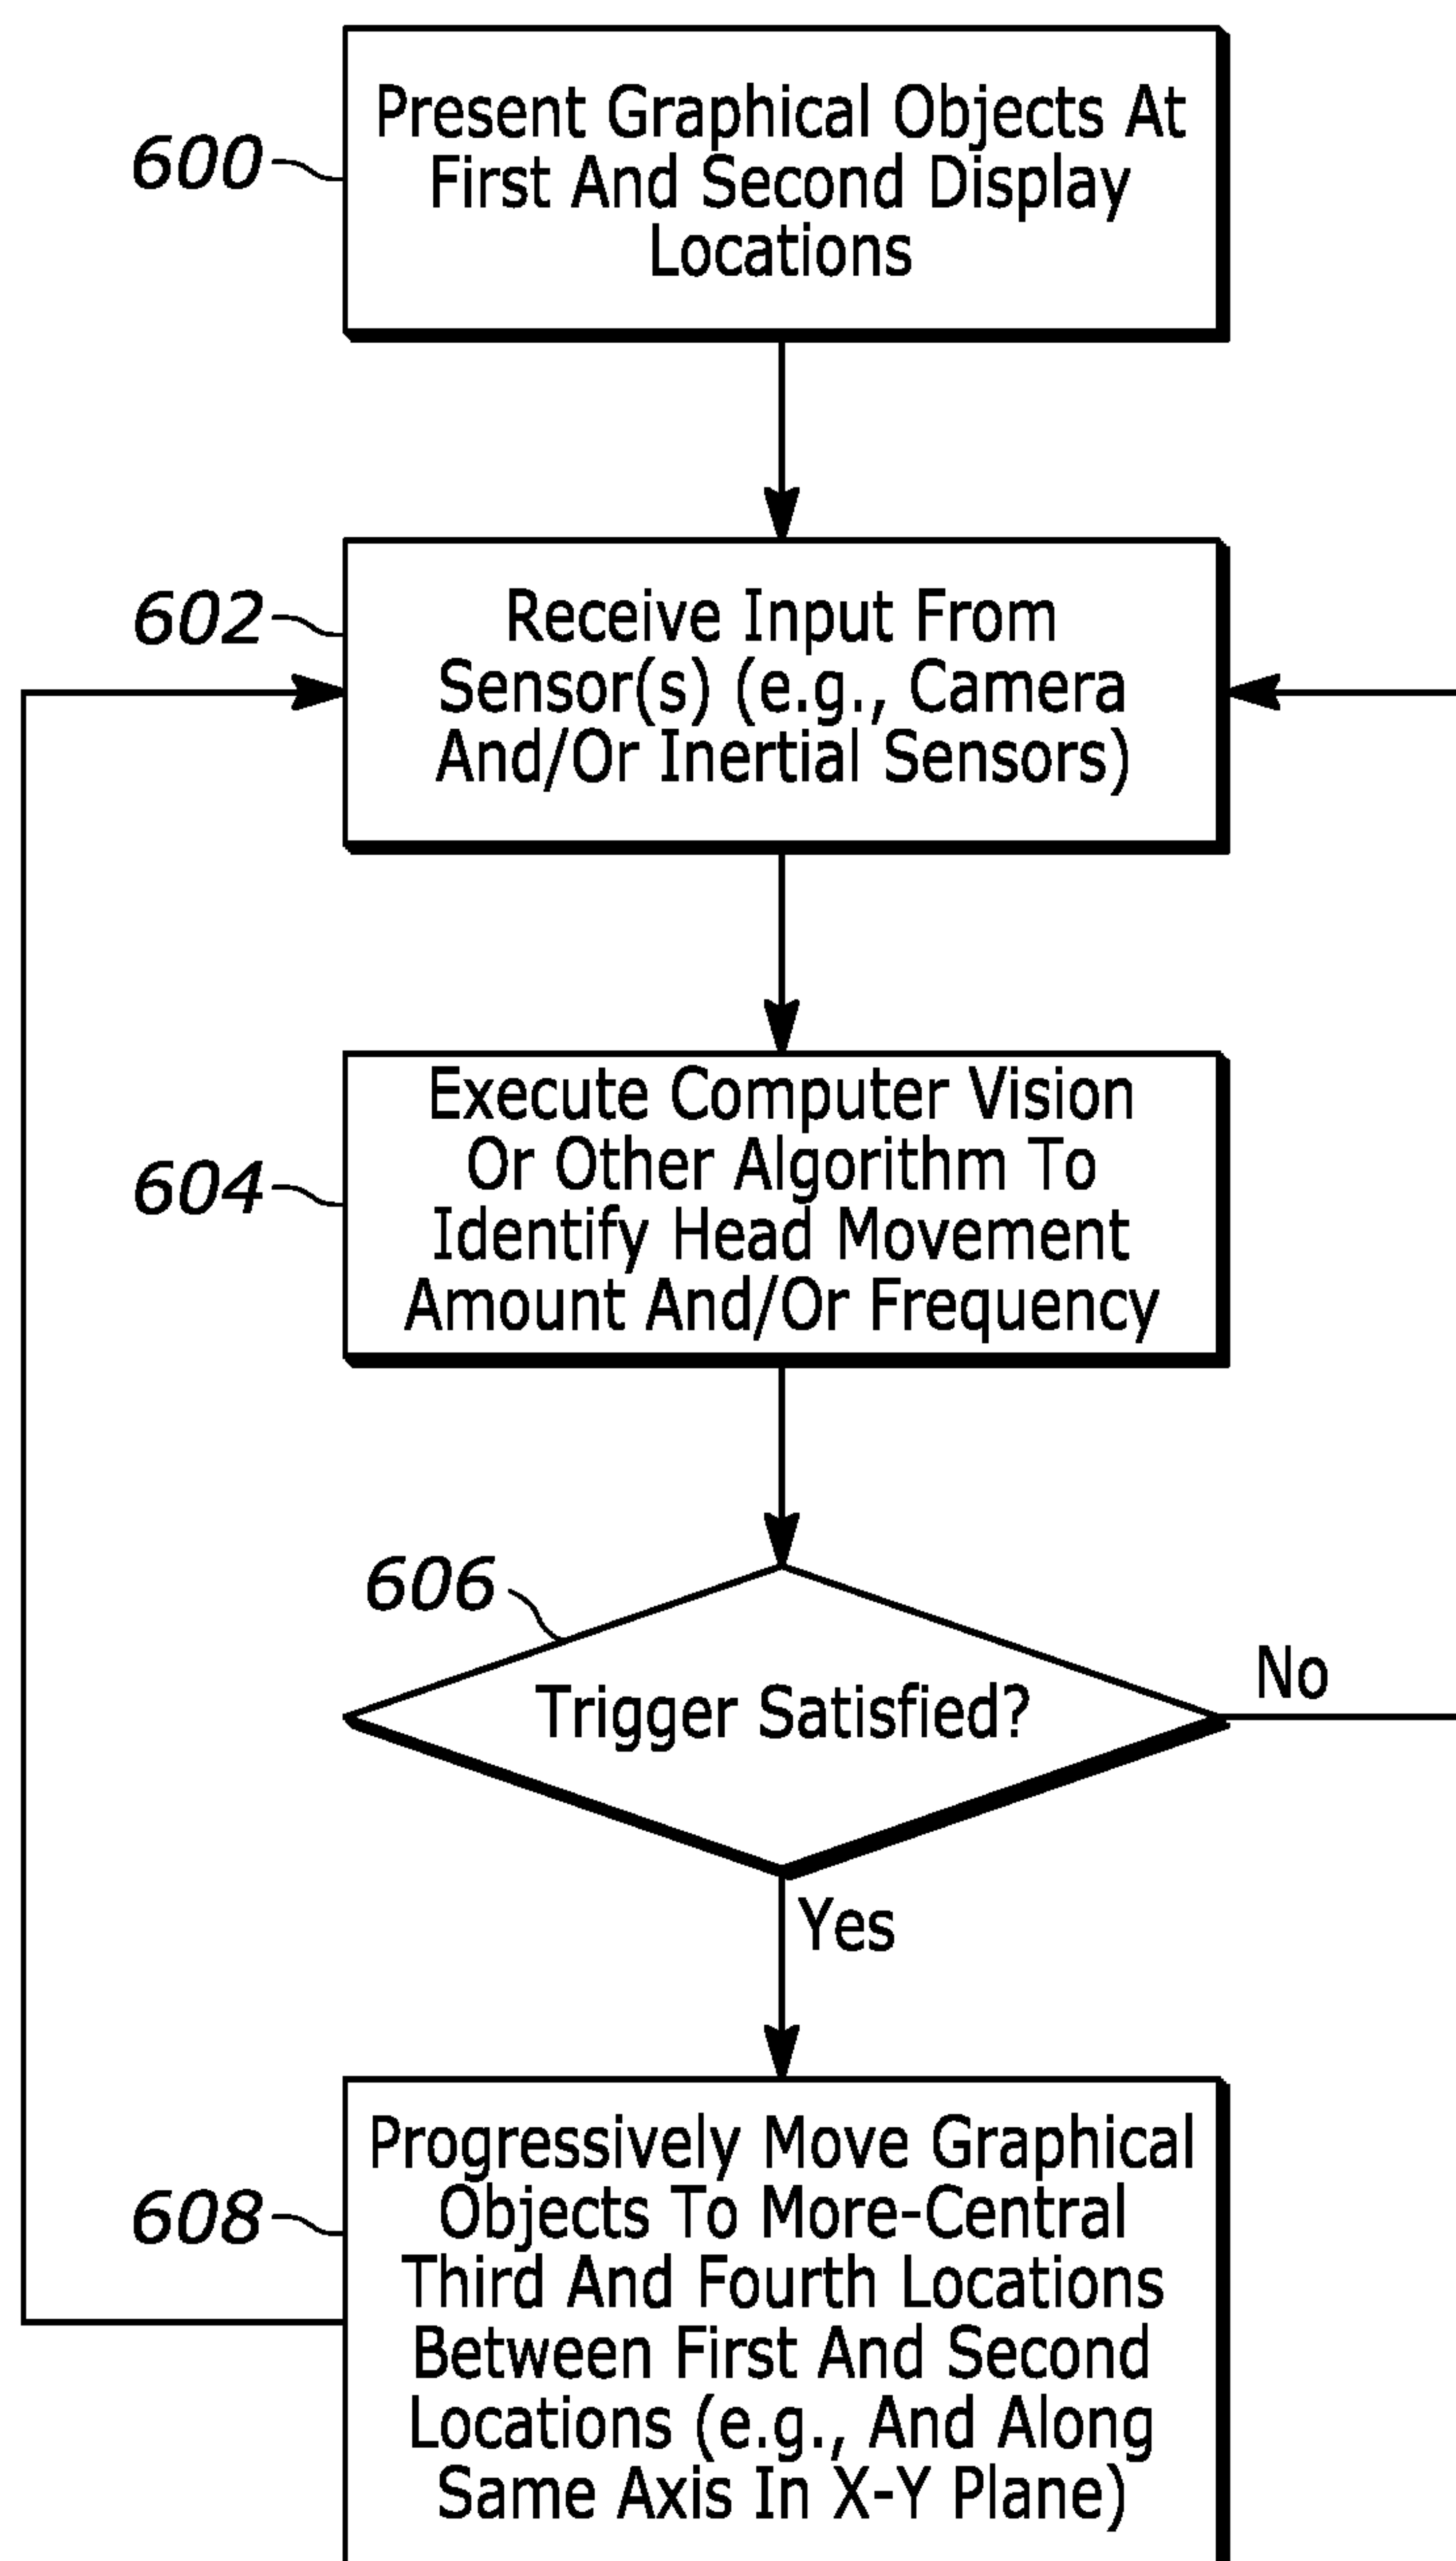 600
Present Graphical Objects At
First And Second Display
Locations
602
Receive Input From
Sensor(s) (e.g., Camera
And/Or Inertial Sensors)
604
Execute Computer Vision
Or Other Algorithm To
Identify Head Movement
Amount And/Or Frequency
606
Trigger Satisfied?
No
Yes
608
Progressively Move Graphical
Objects To More-Central
Third And Fourth Locations
Between First And Second
Locations (e.g., And Along
Same Axis In X-Y Plane)